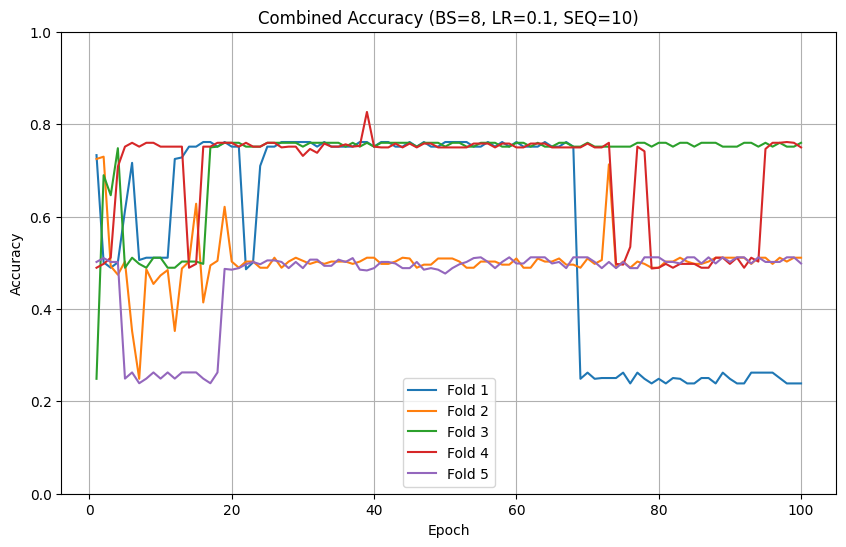 Combined Accuracy (BS=8, LR=0.1, SEQ=10)
1.0
0.8
0.6
0.4
0.2
0.0
Accuracy
Fold 1
Fold 2
Fold 3
Fold 4
Fold 5
0 20 40 60 80 100
Epoch